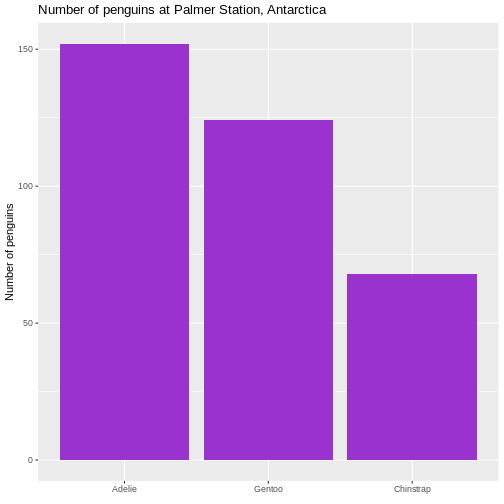 Number of penguins at Palmer Station, Antarctica
150
100
50
0
Number of penguins
Adelie
Gentoo
Chinstrap